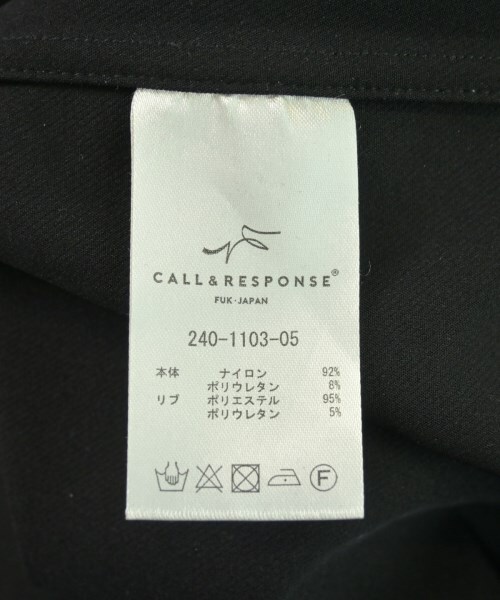 CALL & RESPONSE®
FUK-JAPAN
240-1103-05
本体 ナイロン 92%
ポリウレタン 8%
リブ ポリエステル 95%
ポリウレタン 5%
F